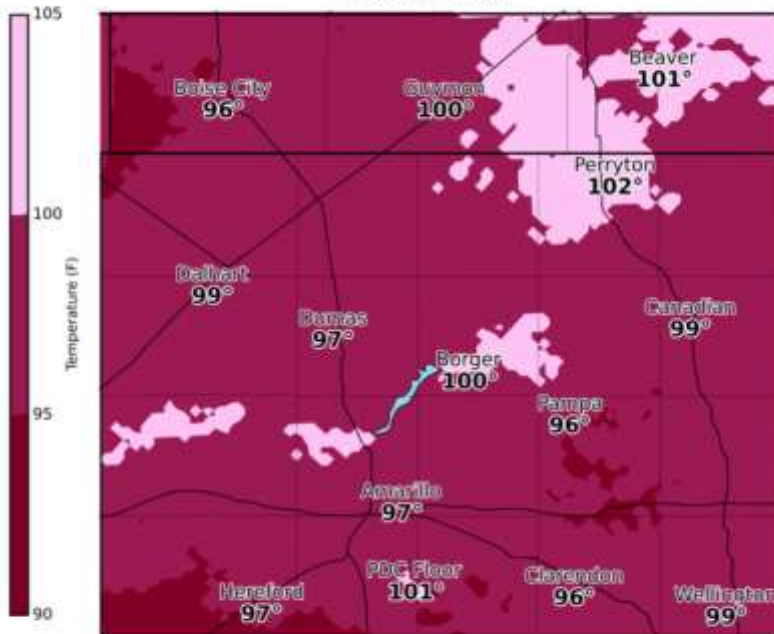 105
100
95
90
Temperature (F)
Beaver
101°
Boise City
96°
Guymon
100°
Perryton
102°
Dalhart
99°
Dumas
97°
Canadian
99°
Borger
100°
Pampa
96°
Amarillo
97°
PDC Floor
101°
Hereford
97°
Clarendon
96°
Wellington
99°